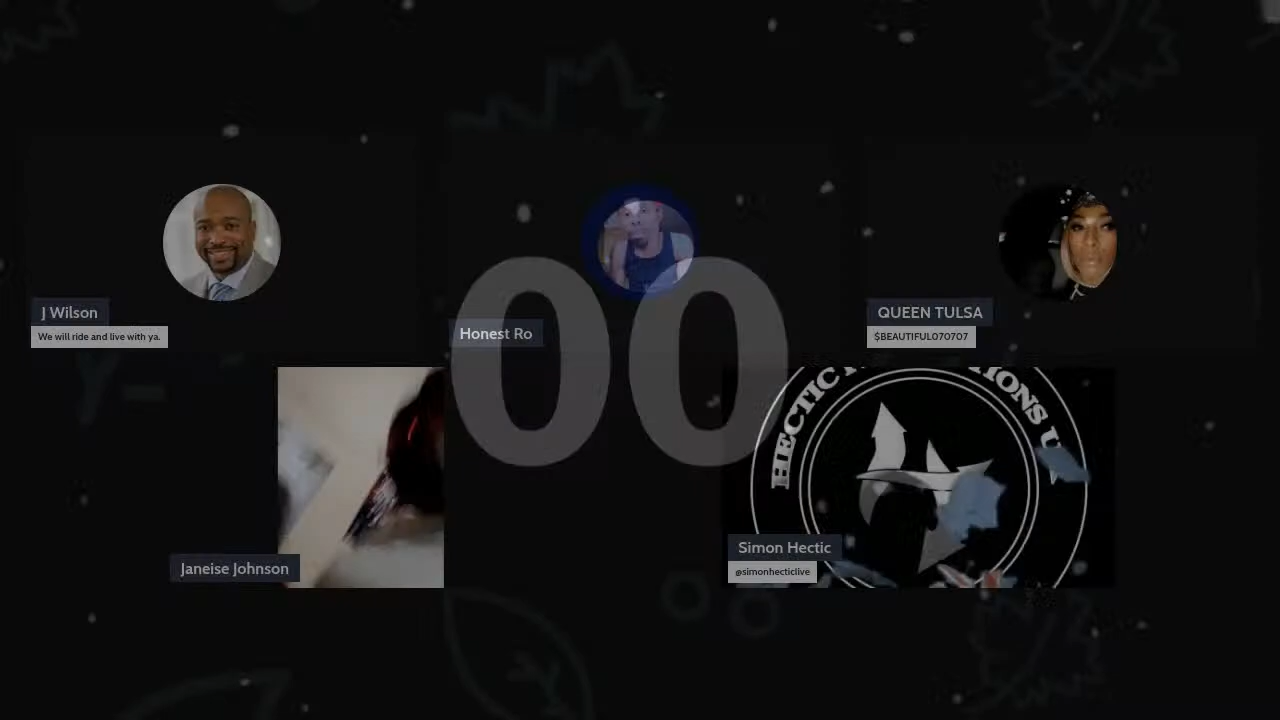 J Wilson
We will ride and live with ya.
Honest Ro
QUEEN TULSA
$BEAUTIFUL070707
00
Janeise Johnson
HECTIC
Simon Hectic
@simonhecticlive